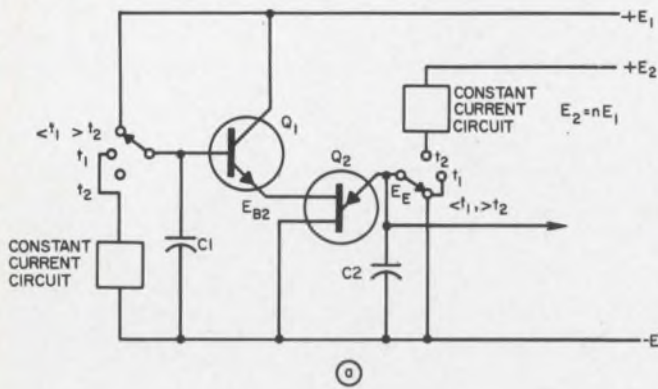 +E1
+E2
CONSTANT
CURRENT
CIRCUIT
E2=nE1
Q1
<t1 >t2
t1
t2
Q2
t2
t1
EE
EB2
<t1,>t2
C1
CONSTANT
CURRENT
CIRCUIT
C2
-E
a